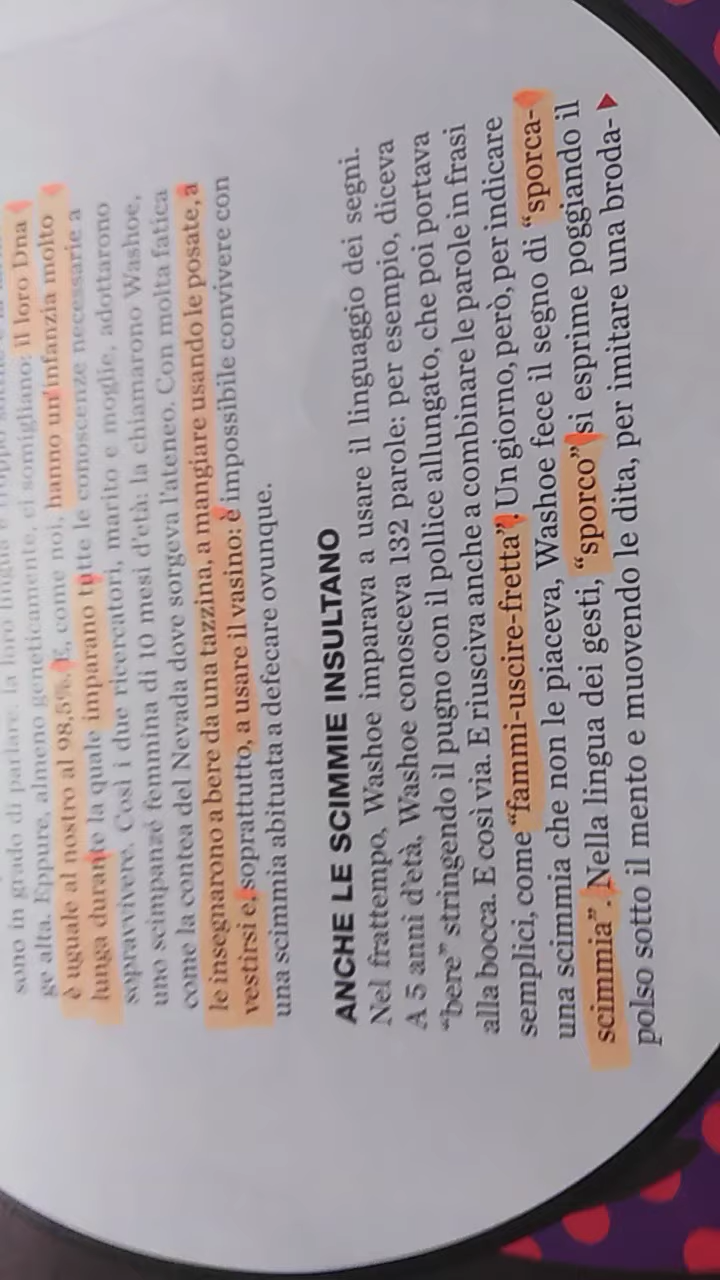 sono in grado di parlare. la loro lingua è troppo
ge alta. Eppure, almeno geneticamente, ci somigliano: il loro Dna
è uguale al nostro al 98,5%. E, come noi, hanno un'infanzia molto
lunga durante la quale imparano tutte le conoscenze necessarie a
sopravvivere. Così i due ricercatori, marito e moglie, adottarono
uno scimpanzé femmina di 10 mesi d'età: la chiamarono Washoe,
come la contea del Nevada dove sorgeva l'ateneo. Con molta fatica
le insegnarono a bere da una tazzina, a mangiare usando le posate, a
vestirsi e, soprattutto, a usare il vasino: è impossibile convivere con
una scimmia abituata a defecare ovunque.
ANCHE LE SCIMMIE INSULTANO
Nel frattempo, Washoe imparava a usare il linguaggio dei segni.
A 5 anni d'età, Washoe conosceva 132 parole: per esempio, diceva
“bere” stringendo il pugno con il pollice allungato, che poi portava
alla bocca. E così via. E riusciva anche a combinare le parole in frasi
semplici, come “fammi-uscire-fretta”. Un giorno, però, per indicare
una scimmia che non le piaceva, Washoe fece il segno di “sporca-
scimmia”. Nella lingua dei gesti, “sporco” si esprime poggiando il
polso sotto il mento e muovendo le dita, per imitare una broda-